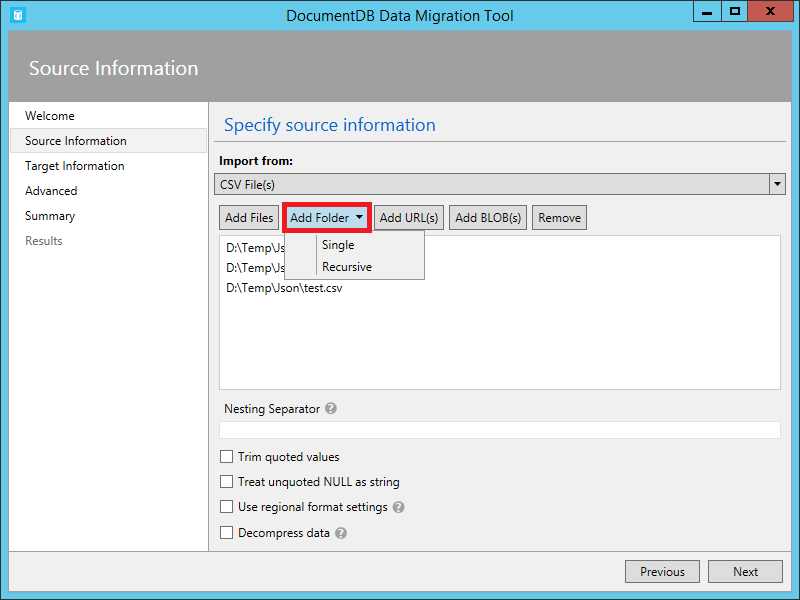 DocumentDB Data Migration Tool
Source Information
Welcome
Source Information
Target Information
Advanced
Summary
Results
Specify source information
Import from:
CSV File(s)
Add Files Add Folder Add URL(s) Add BLOB(s) Remove
Single
Recursive
D:\Temp\Js
D:\Temp\Js
D:\Temp\Json\test.csv
Nesting Separator ?
Trim quoted values
Treat unquoted NULL as string
Use regional format settings ?
Decompress data ?
Previous Next